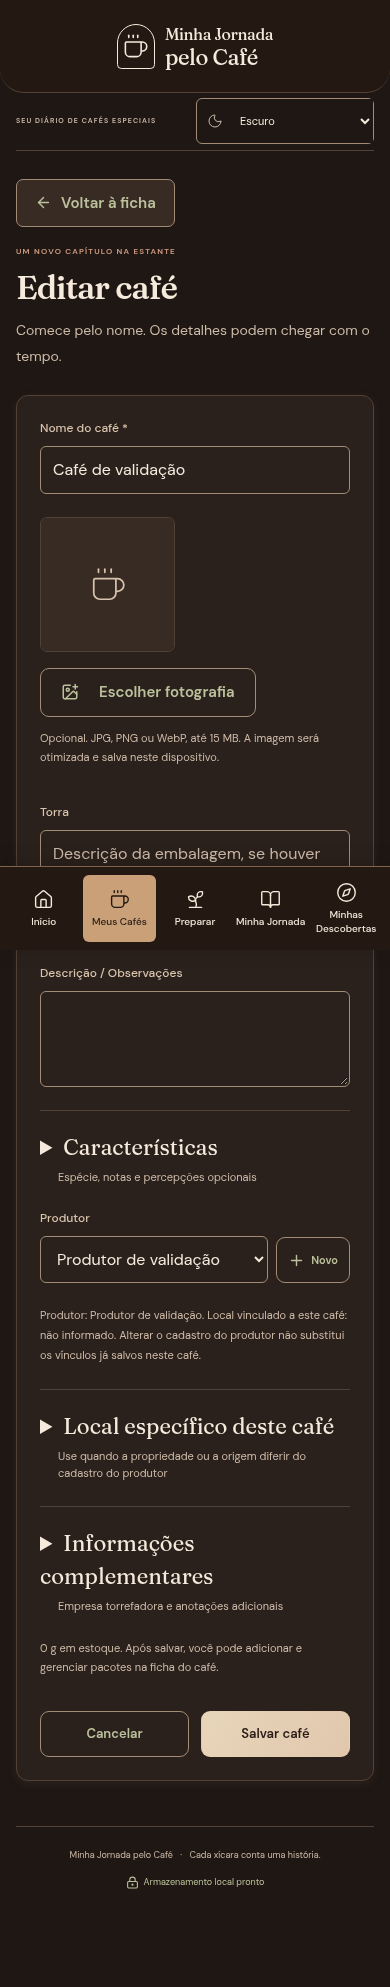 Minha Jornada
pelo Café
SEU DIÁRIO DE CAFÉS ESPECIAIS
Escuro
Voltar à ficha
UM NOVO CAPÍTULO NA ESTANTE
Editar café
Comece pelo nome. Os detalhes podem chegar com o
tempo.
Nome do café *
Café de validação
Escolher fotografia
Opcional. JPG, PNG ou WebP, até 15 MB. A imagem será
otimizada e salva neste dispositivo.
Torra
Descrição da embalagem, se houver
Início
Meus Cafés
Preparar
Minha Jornada
Minhas
Descobertas
Descrição / Observações
Características
Espécie, notas e percepções opcionais
Produtor
Produtor de validação
Novo
Produtor: Produtor de validação. Local vinculado a este café:
não informado. Alterar o cadastro do produtor não substitui
os vínculos já salvos neste café.
Local específico deste café
Use quando a propriedade ou a origem diferir do
cadastro do produtor
Informações
complementares
Empresa torrefadora e anotações adicionais
0 g em estoque. Após salvar, você pode adicionar e
gerenciar pacotes na ficha do café.
Cancelar
Salvar café
Minha Jornada pelo Café · Cada xícara conta uma história.
Armazenamento local pronto